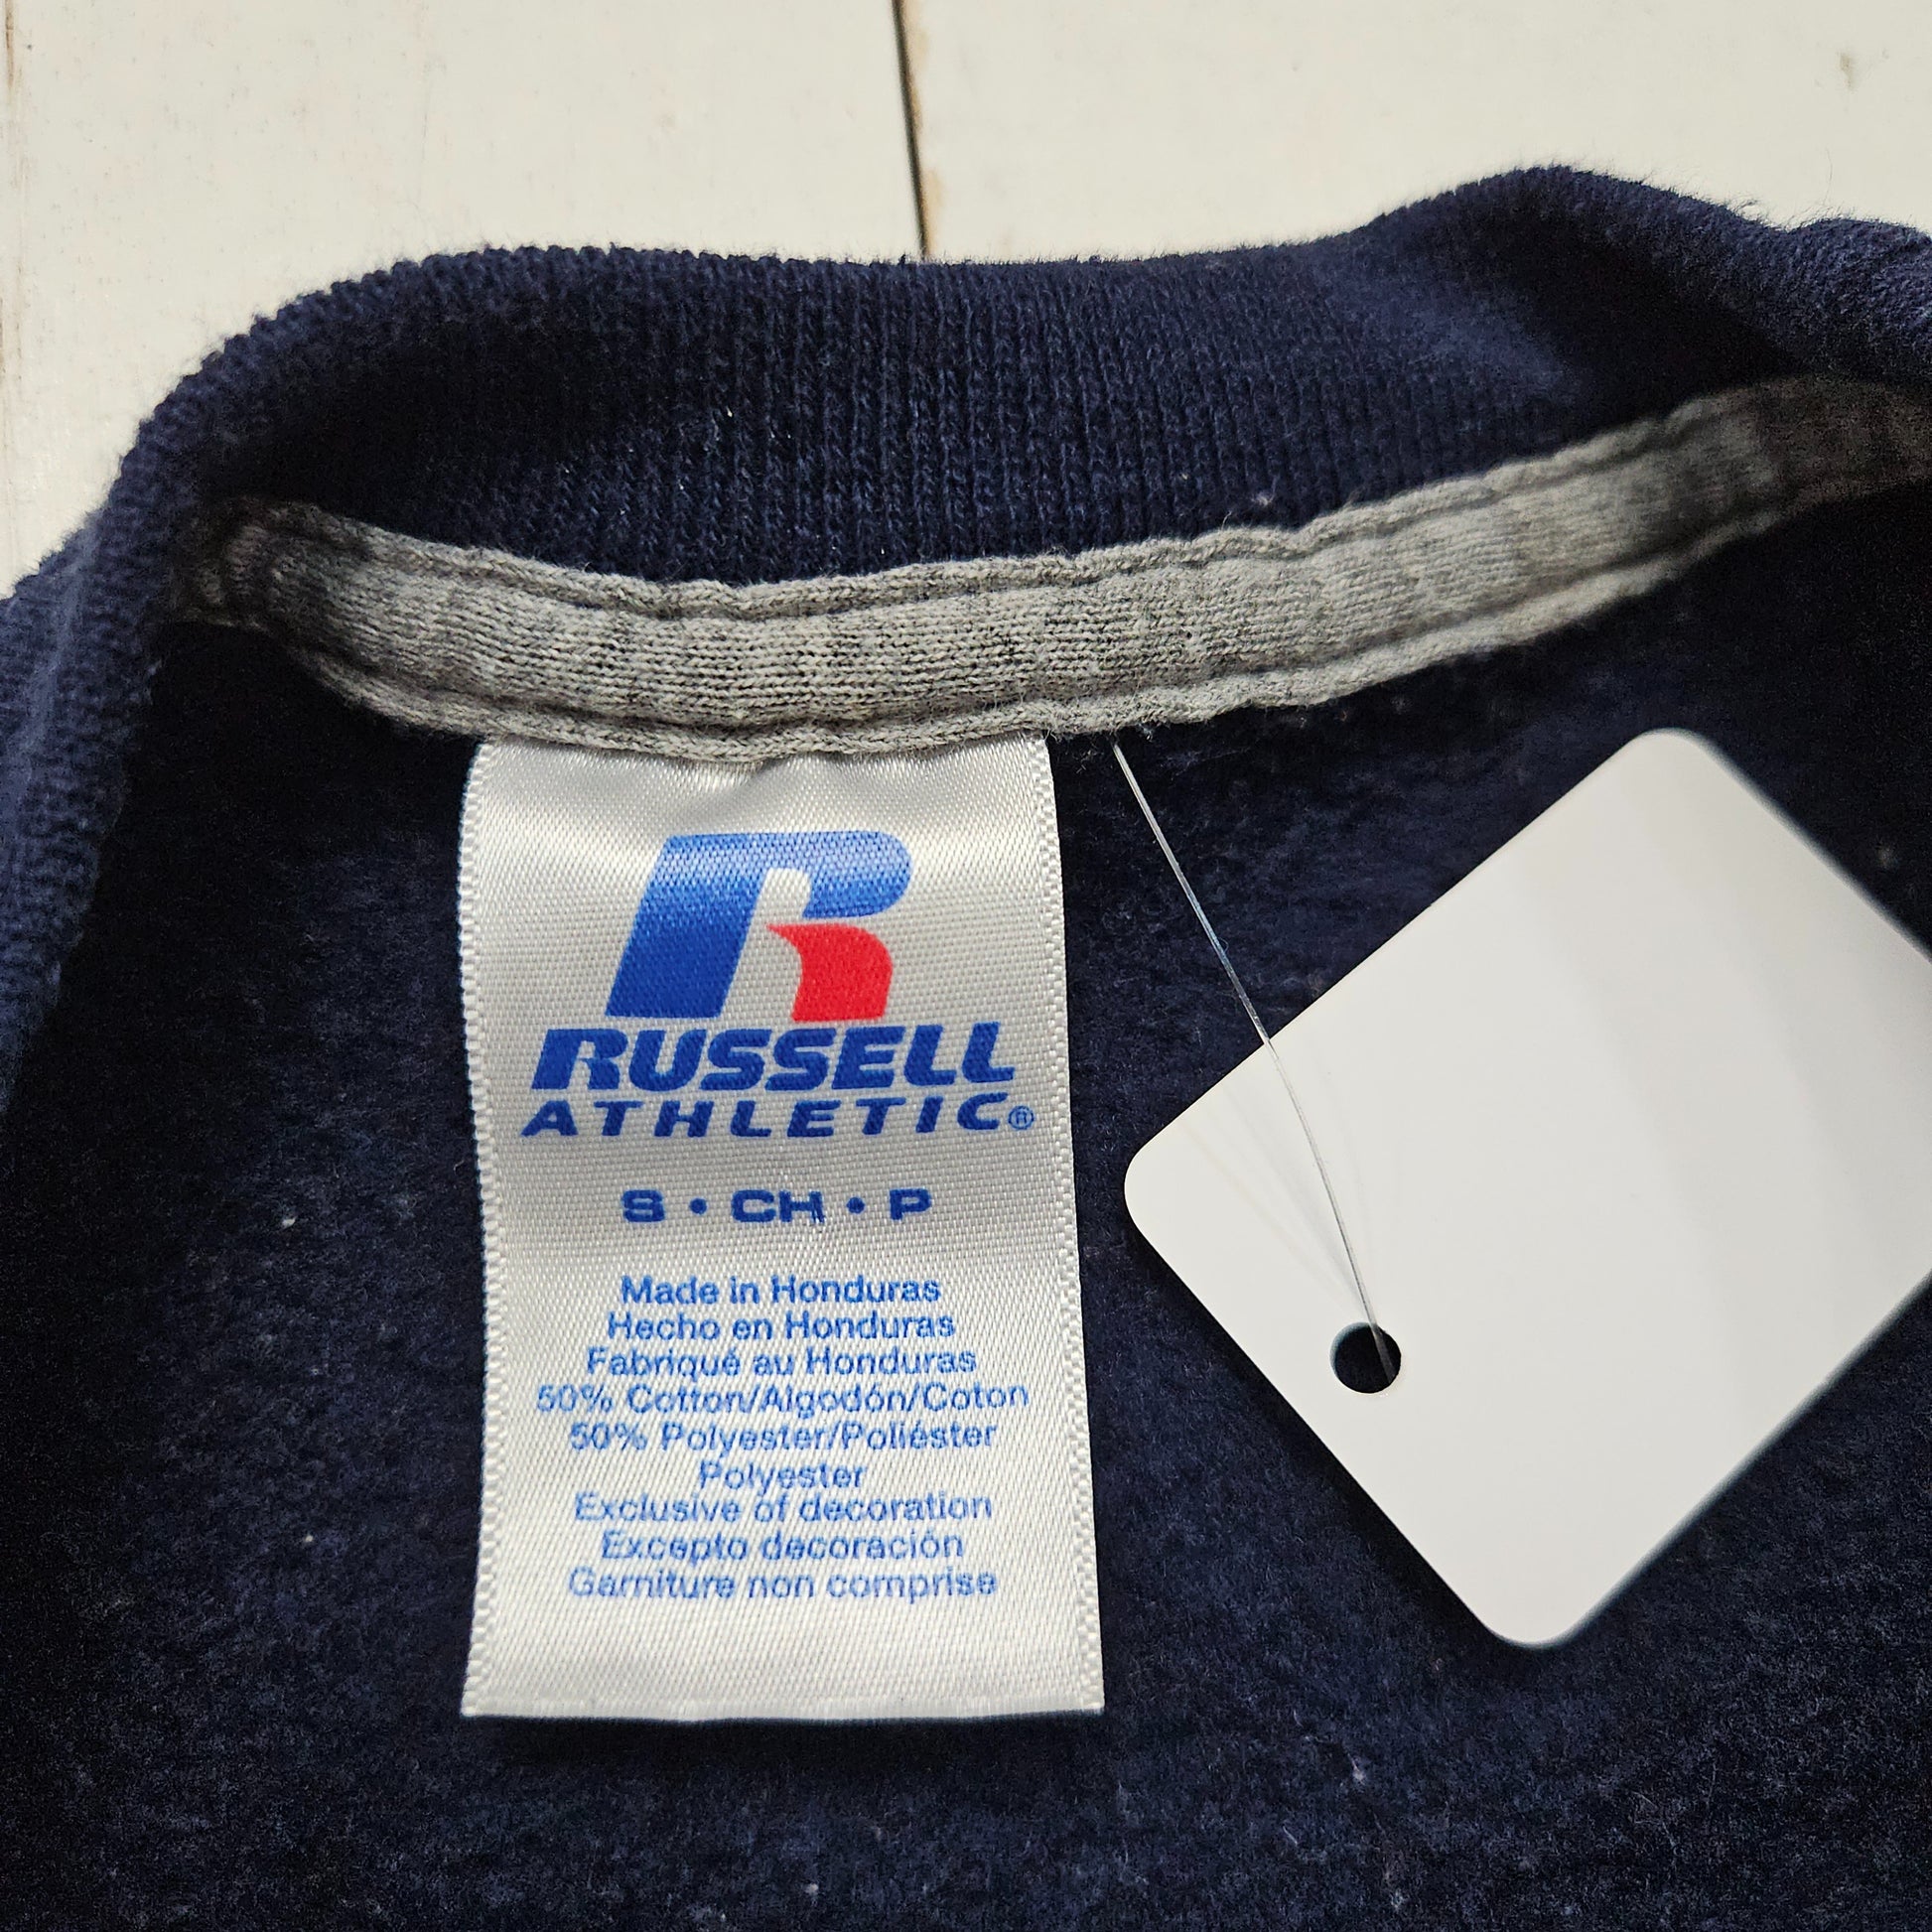 R
RUSSELL
ATHLETIC®
S • CH • P
Made in Honduras
Hecho en Honduras
Fabriqué au Honduras
50% Cotton/Algodón/Coton
50% Polyester/Poliéster
Polyester
Exclusive of decoration
Excepto decoración
Garniture non comprise